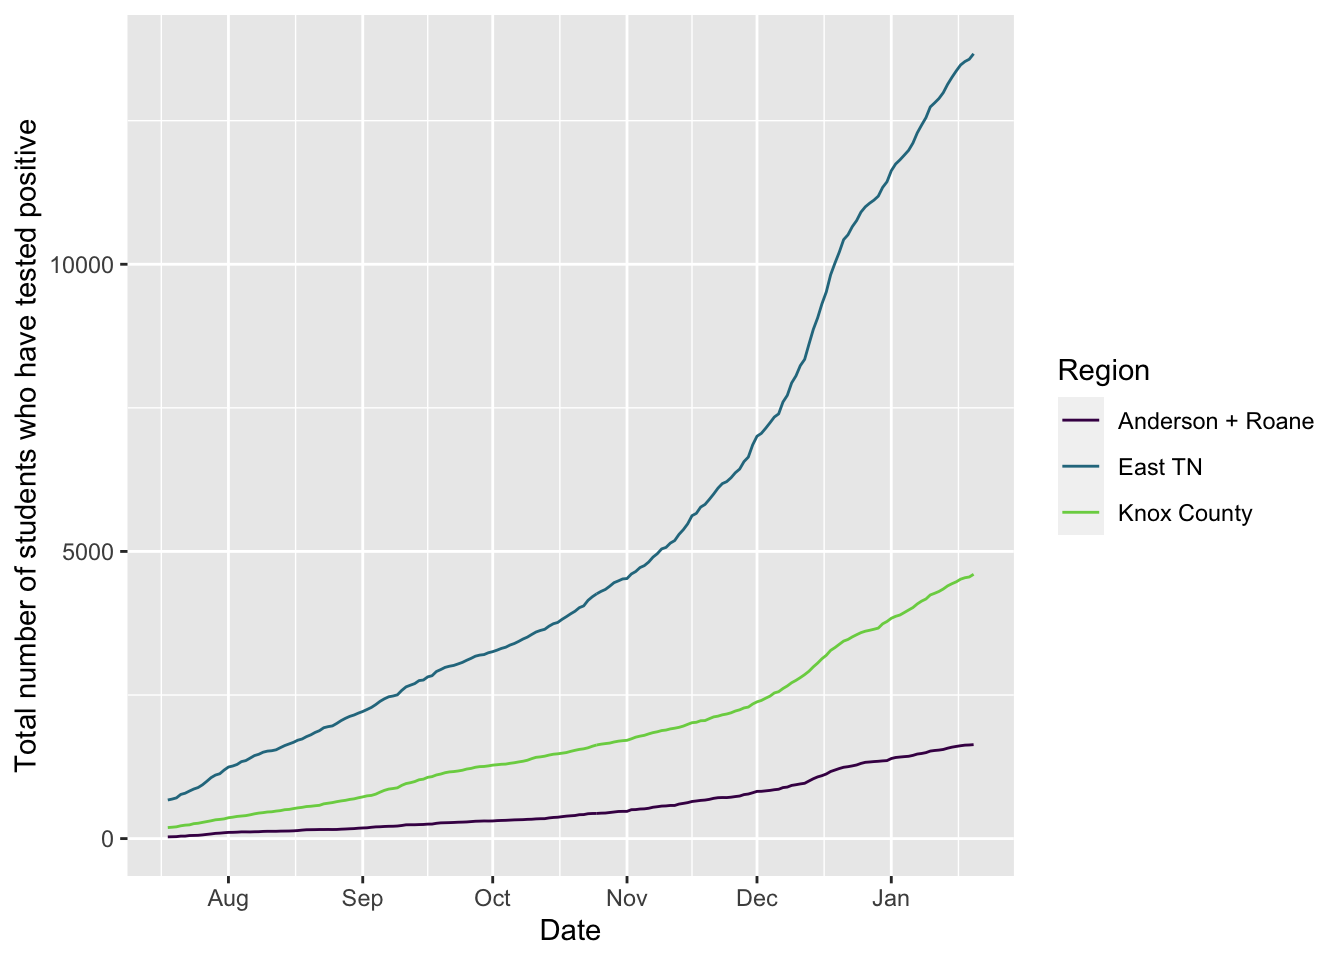 Total number of students who have tested positive
10000
5000
0
Aug Sep Oct Nov Dec Jan
Date
Region
Anderson + Roane
East TN
Knox County